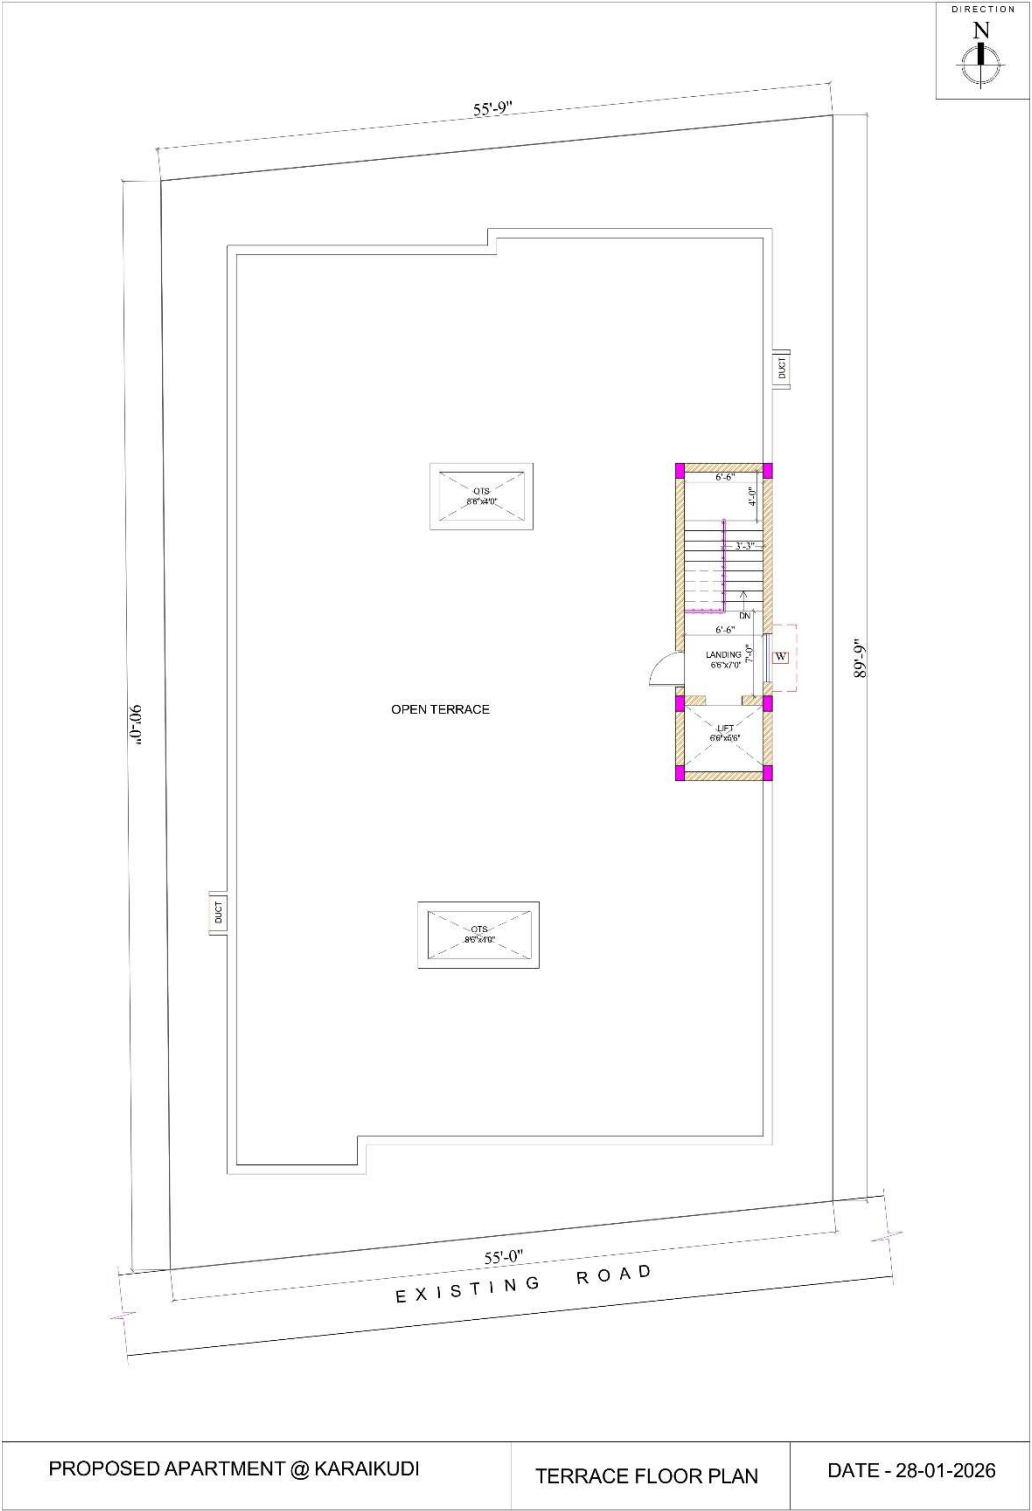 DIRECTION
N
55'-9"
DUCT
6'-6"
4'-0"
OTS
6'6"x4'0"
3'-3"
DN
6'-6"
LANDING
6'6"x7'0"
7'-0"
W
89'-9"
90'-0"
OPEN TERRACE
LIFT
6'6"x5'6"
DUCT
OTS
8'6"x4'0"
55'-0"
EXISTING ROAD
PROPOSED APARTMENT @ KARAIKUDI
TERRACE FLOOR PLAN
DATE - 28-01-2026